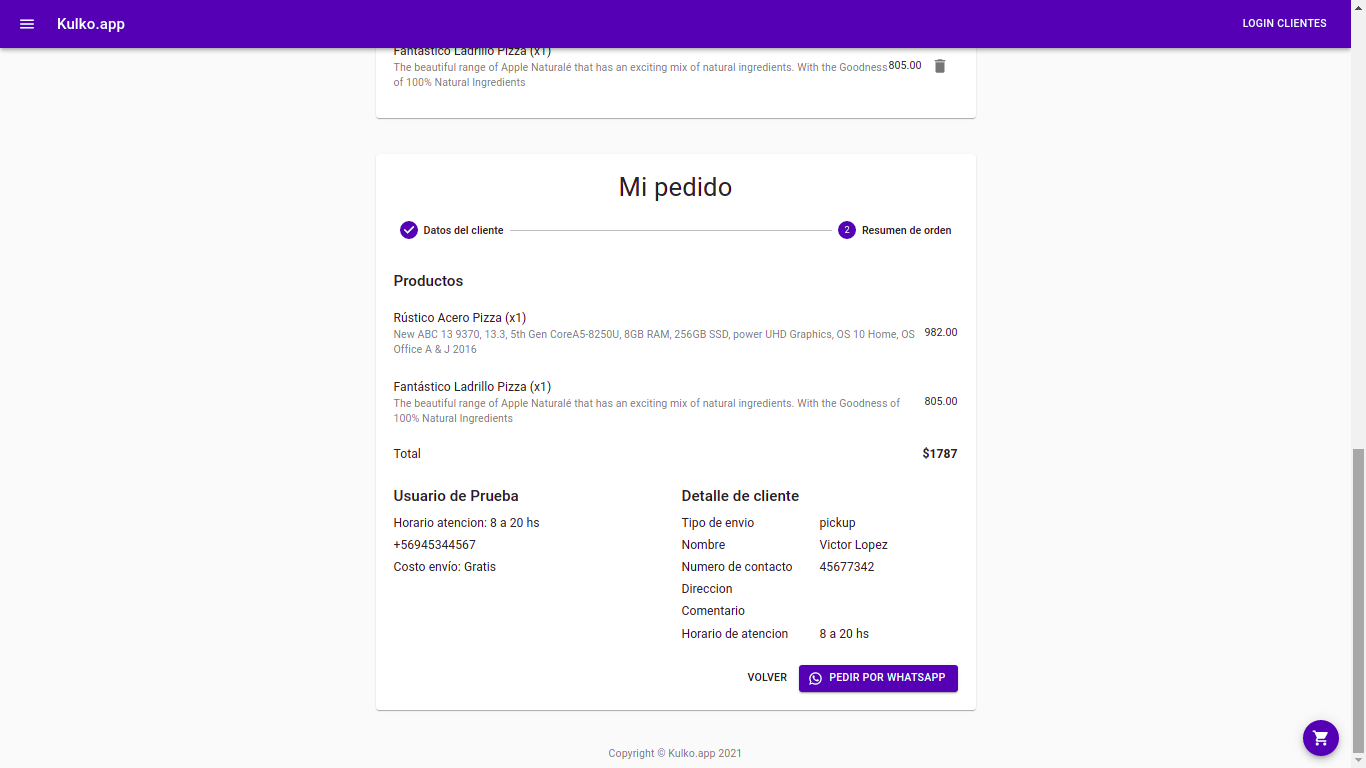 Kulko.app
LOGIN CLIENTES
Fantástico Ladrillo Pizza (x1)
The beautiful range of Apple Naturalé that has an exciting mix of natural ingredients. With the Goodness 805.00
of 100% Natural Ingredients
Mi pedido
Datos del cliente
2 Resumen de orden
Productos
Rústico Acero Pizza (x1)
New ABC 13 9370, 13.3, 5th Gen CoreA5-8250U, 8GB RAM, 256GB SSD, power UHD Graphics, OS 10 Home, OS 982.00
Office A & J 2016
Fantástico Ladrillo Pizza (x1)
The beautiful range of Apple Naturalé that has an exciting mix of natural ingredients. With the Goodness of 805.00
100% Natural Ingredients
Total $1787
Usuario de Prueba
Horario atencion: 8 a 20 hs
+56945344567
Costo envío: Gratis
Detalle de cliente
Tipo de envio pickup
Nombre Victor Lopez
Numero de contacto 45677342
Direccion
Comentario
Horario de atencion 8 a 20 hs
VOLVER PEDIR POR WHATSAPP
Copyright © Kulko.app 2021